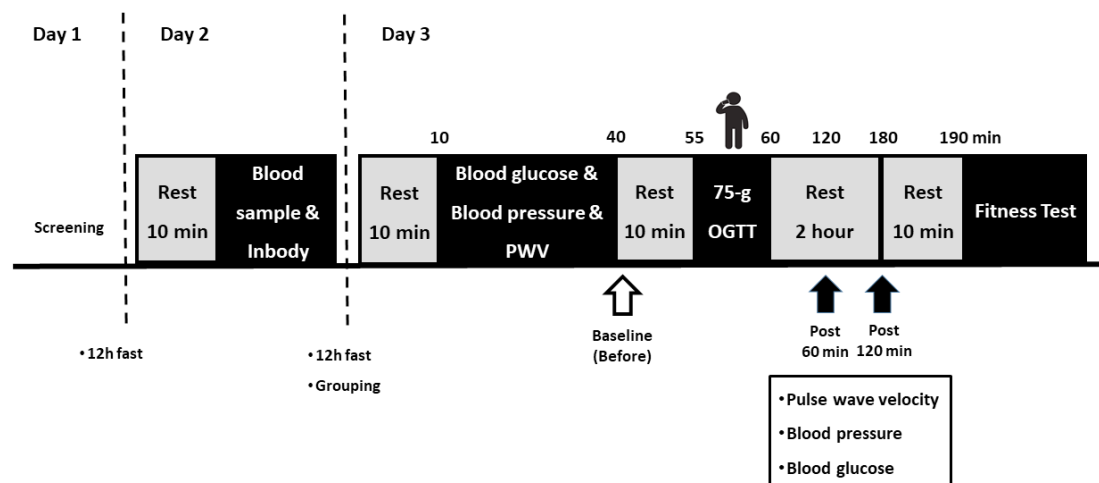 Day 1
Day 2
Day 3
10
40
55
60
120
180
190 min
Screening
Rest
10 min
Blood
sample &
Inbody
Rest
10 min
Blood glucose &
Blood pressure &
PWV
Rest
10 min
75-g
OGTT
Rest
2 hour
Rest
10 min
Fitness Test
•12h fast
•12h fast
•Grouping
Baseline
(Before)
Post
60 min
Post
120 min
•Pulse wave velocity
•Blood pressure
•Blood glucose